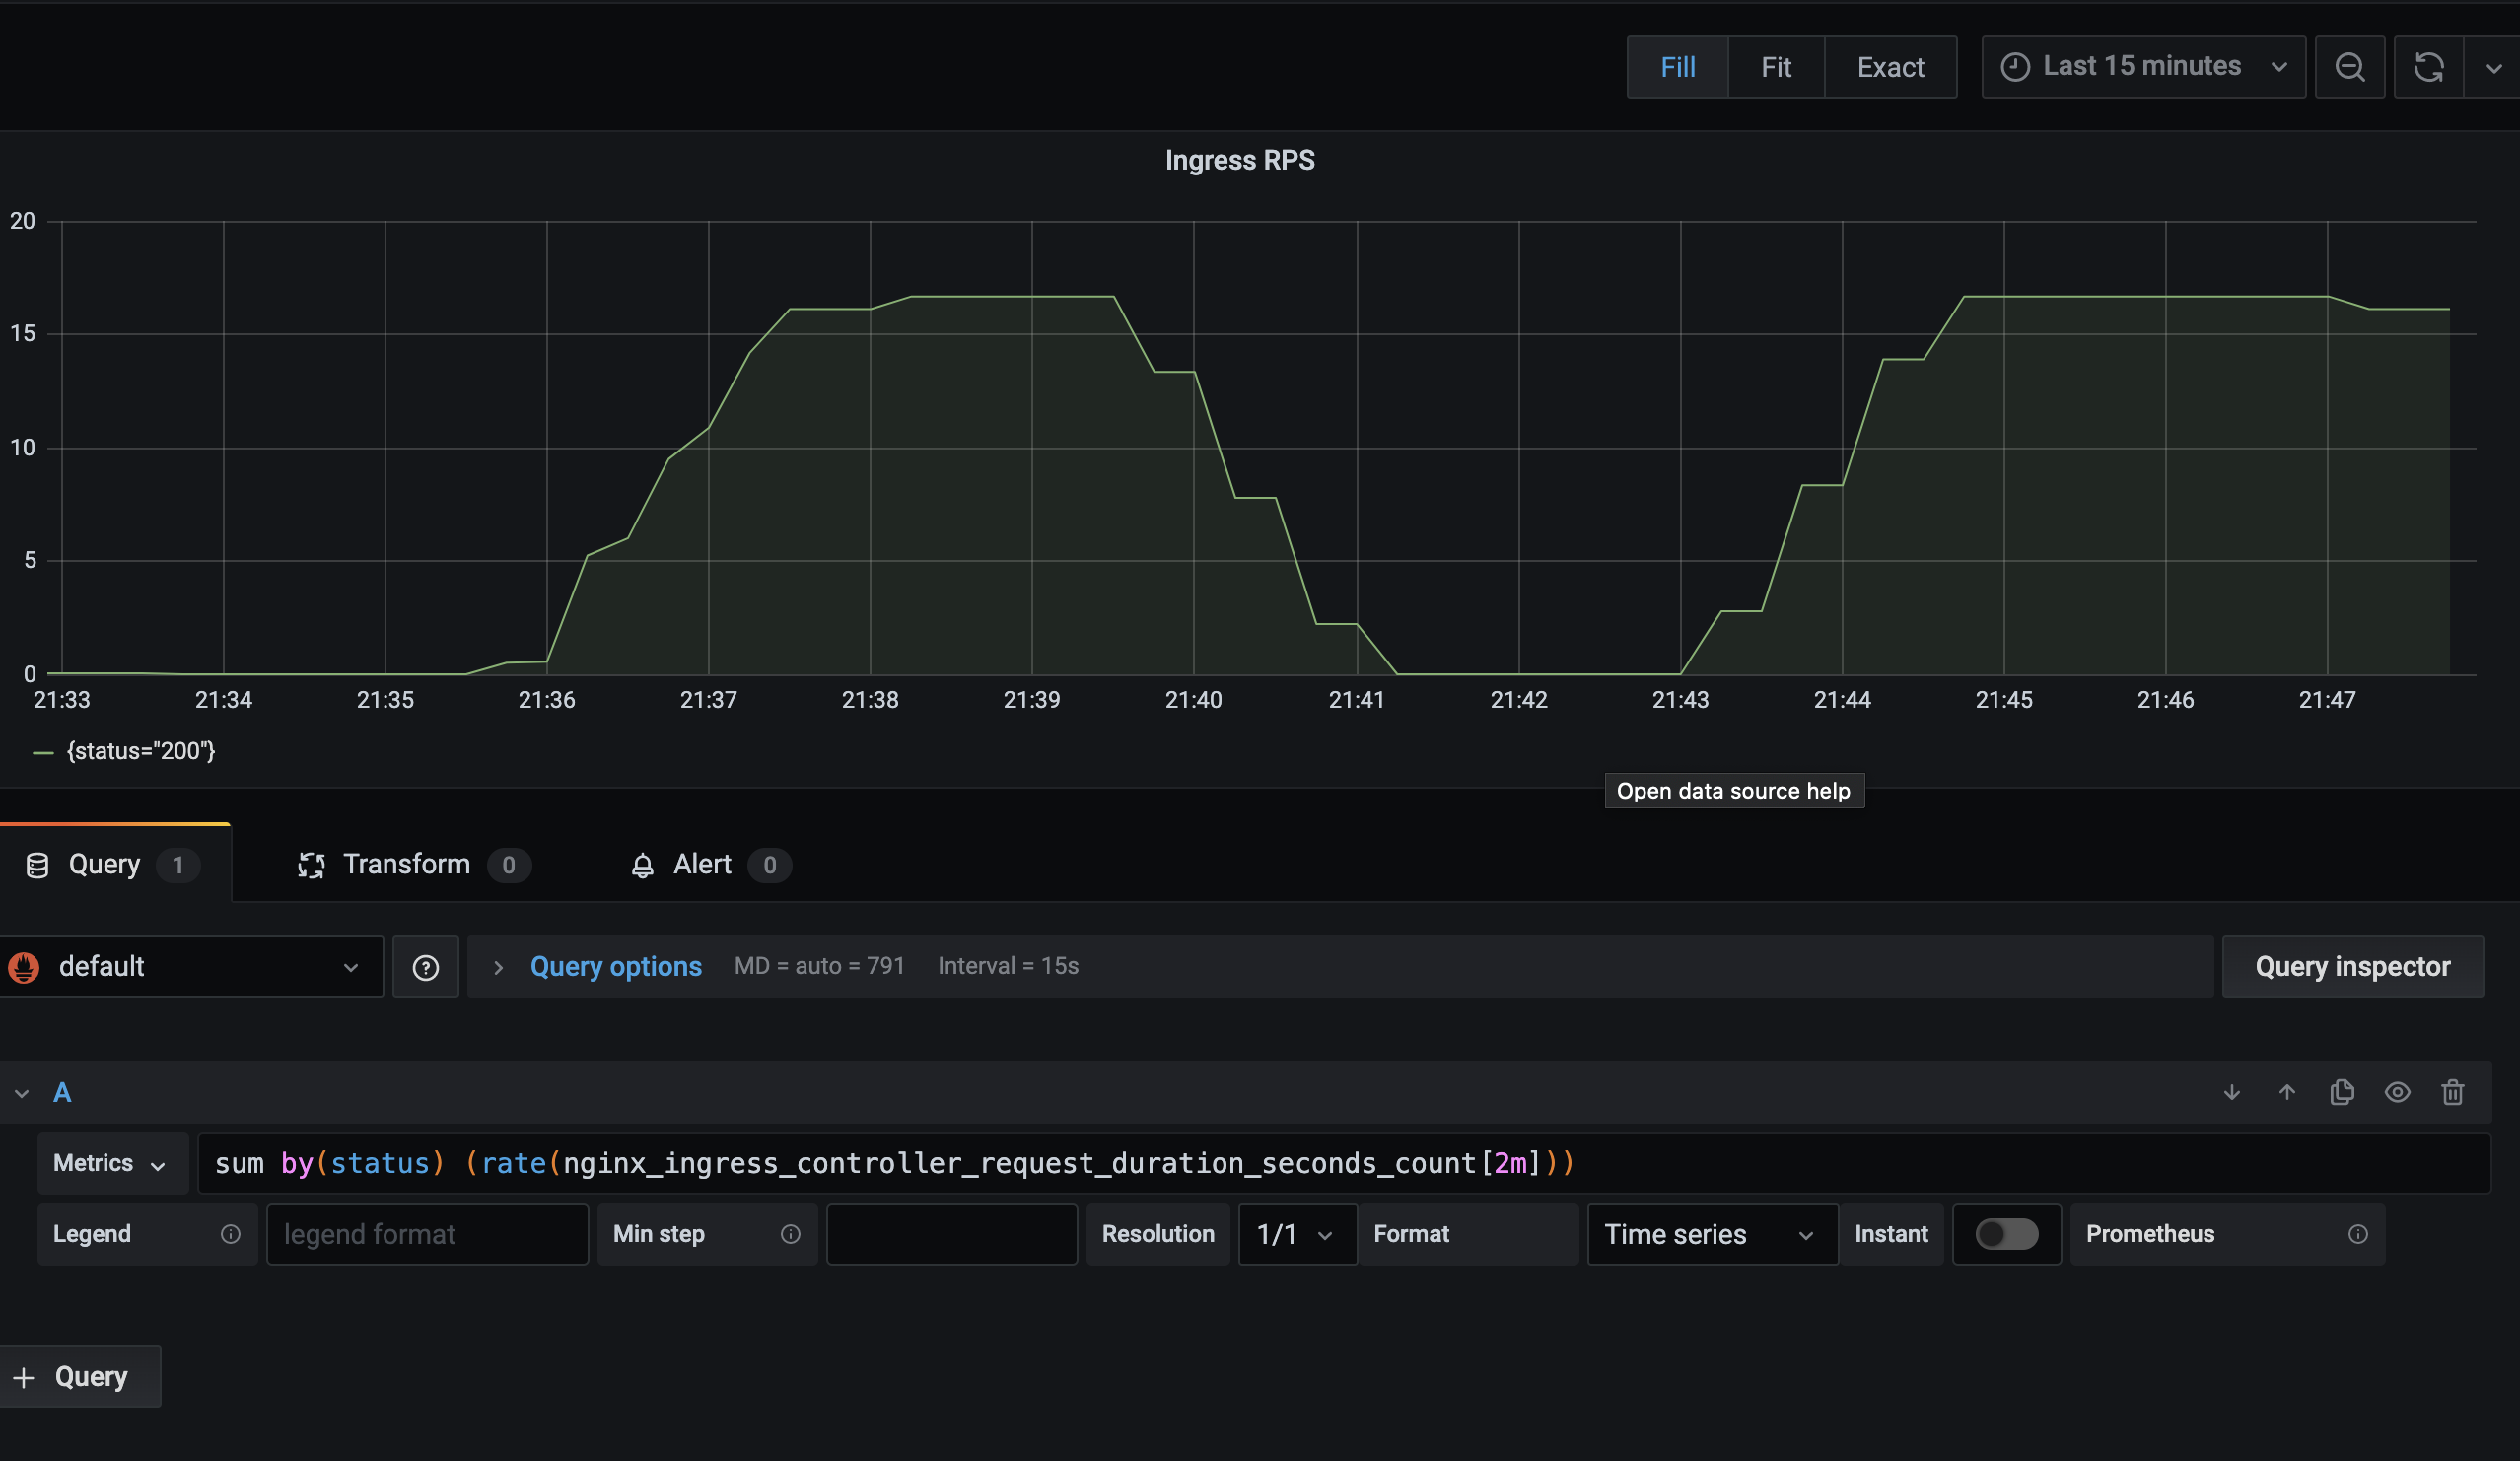 Fill Fit Exact Last 15 minutes
Ingress RPS
20
15
10
5
0
21:33 21:34 21:35 21:36 21:37 21:38 21:39 21:40 21:41 21:42 21:43 21:44 21:45 21:46 21:47
{status="200"}
Open data source help
Query 1 Transform 0 Alert 0
default Query options MD = auto = 791 Interval = 15s Query inspector
A
Metrics sum by(status) (rate(nginx_ingress_controller_request_duration_seconds_count[2m]))
Legend legend format Min step Resolution 1/1 Format Time series Instant Prometheus
+ Query